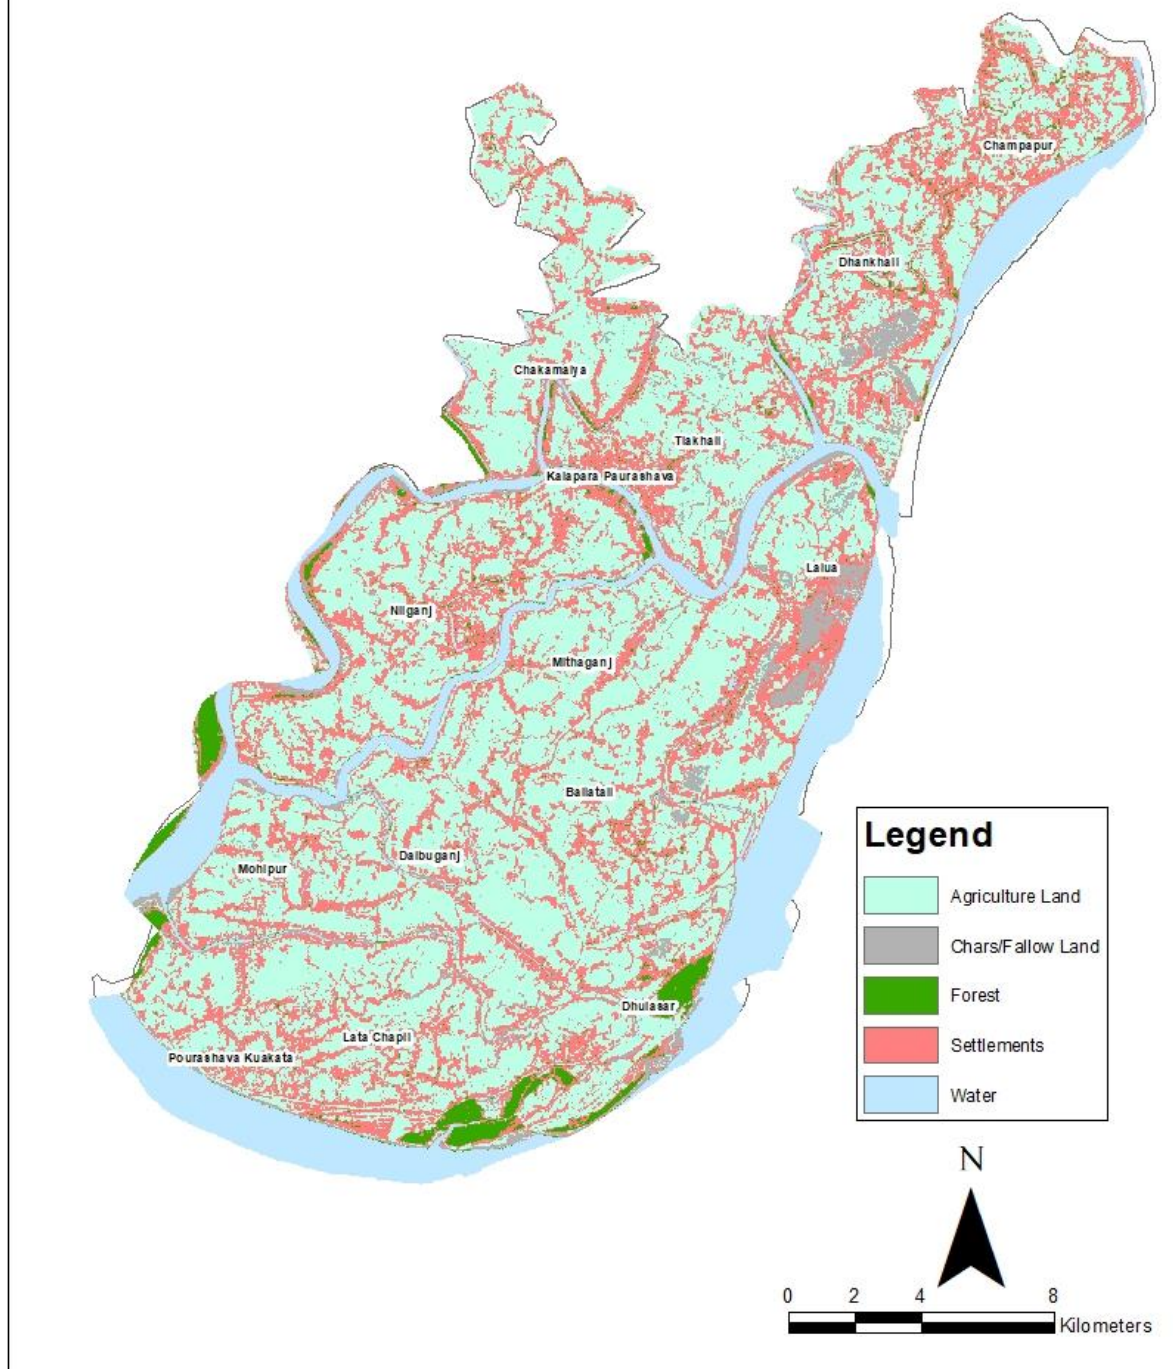 Champapur
Dhankhali
Chakamaiya
Tiakhali
Kalapara Paurashava
Lalua
Nilganj
Mithaganj
Baliatali
Dalbuganj
Mohipur
Dhulasar
Lata Chapli
Pourashava Kuakata
Legend
Agriculture Land
Chars/Fallow Land
Forest
Settlements
Water
N
0 2 4 8
Kilometers